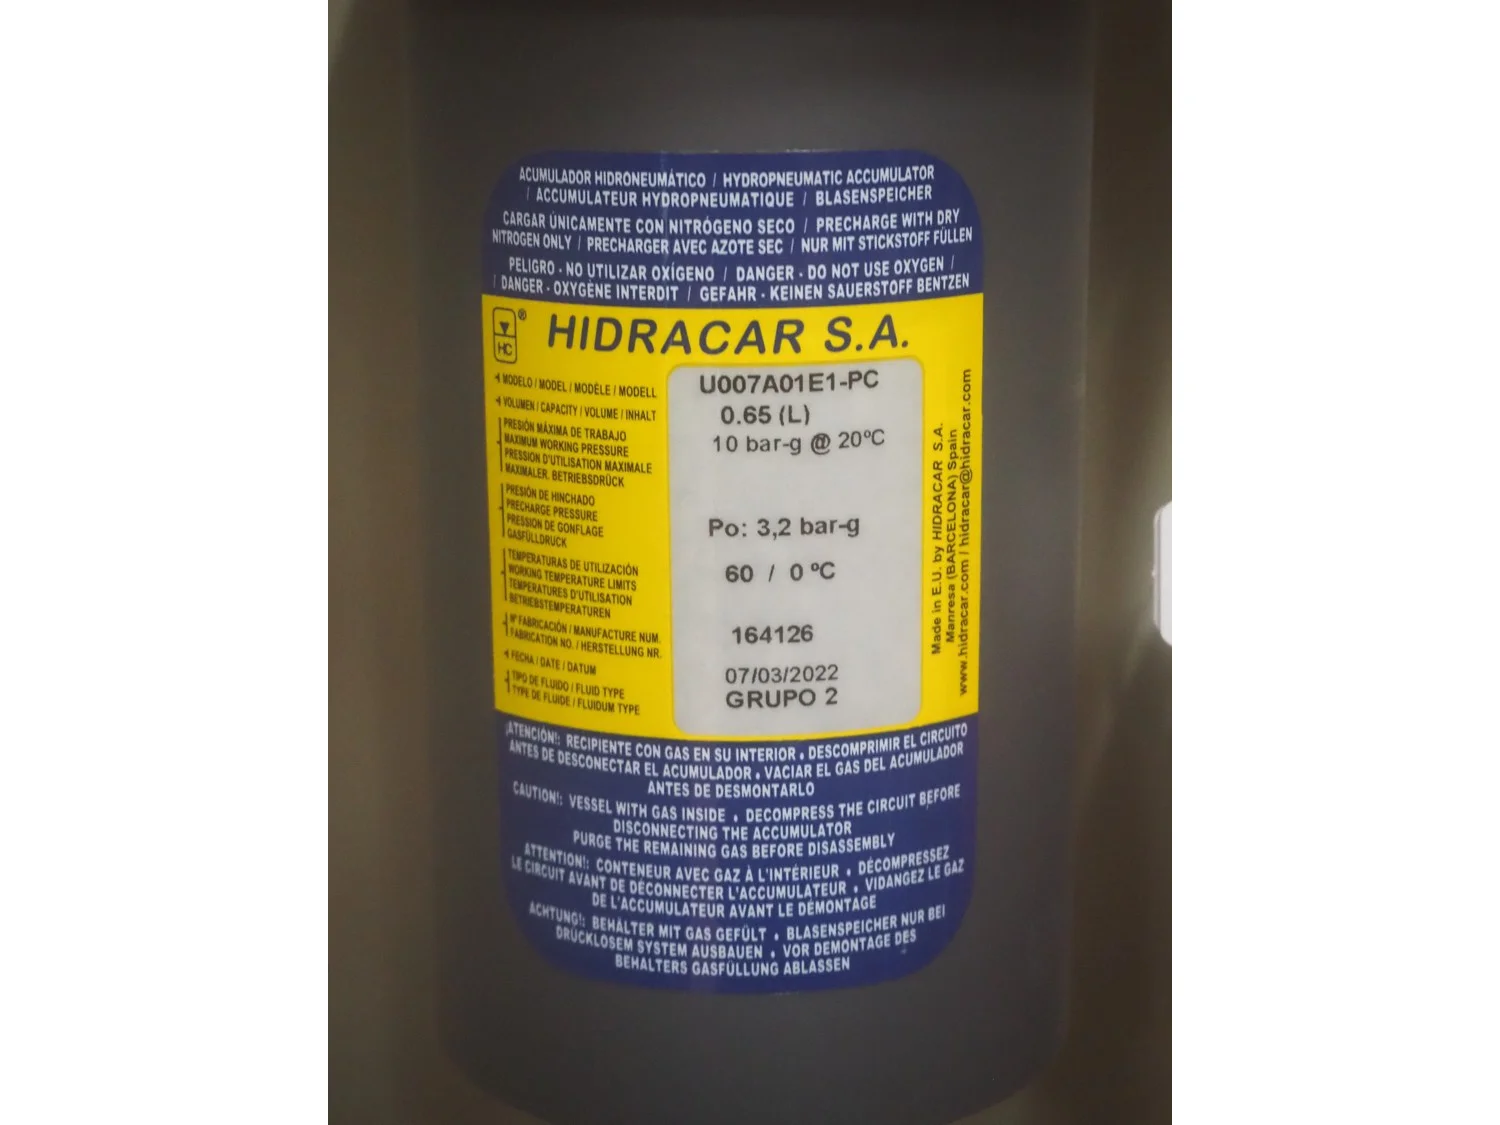 ACUMULADOR HIDRONEUMÁTICO / HYDROPNEUMATIC ACCUMULATOR
/ ACCUMULATEUR HYDROPNEUMATIQUE / BLASENSPEICHER
CARGAR ÚNICAMENTE CON NITRÓGENO SECO / PRECHARGE WITH DRY
NITROGEN ONLY / PRECHARGER AVEC AZOTE SEC / NUR MIT STICKSTOFF FÜLLEN
PELIGRO - NO UTILIZAR OXÍGENO / DANGER - DO NOT USE OXYGEN /
/ DANGER - OXYGÈNE INTERDIT / GEFAHR - KEINEN SAUERSTOFF BENTZEN
HC ® HIDRACAR S.A.
MODELO / MODEL / MODÈLE / MODELL U007A01E1-PC
VOLUMEN / CAPACITY / VOLUME / INHALT 0.65 (L)
PRESIÓN MÁXIMA DE TRABAJO 10 bar-g @ 20ºC
MAXIMUM WORKING PRESSURE
PRESSION D'UTILISATION MAXIMALE
MAXIMALER. BETRIEBSDRÜCK
PRESIÓN DE HINCHADO
PRECHARGE PRESSURE Po: 3,2 bar-g
PRESSION DE GONFLAGE
GASFÜLLDRUCK
TEMPERATURAS DE UTILIZACIÓN 60 / 0 ºC
WORKING TEMPERATURE LIMITS
TEMPÉRATURES D'UTILISATION
BETRIEBSTEMPERATUREN
Nº FABRICACIÓN / MANUFACTURE NUM. 164126
FABRICATION NO. / HERSTELLUNG NR.
FECHA / DATE / DATUM 07/03/2022
TIPO DE FLUIDO / FLUID TYPE GRUPO 2
TYPE DE FLUIDE / FLUIDUM TYPE
Made in E.U. by HIDRACAR S.A.
Manresa (BARCELONA) Spain
www.hidracar.com / hidracar@hidracar.com
¡ATENCIÓN!: RECIPIENTE CON GAS EN SU INTERIOR • DESCOMPRIMIR EL CIRCUITO
ANTES DE DESCONECTAR EL ACUMULADOR • VACIAR EL GAS DEL ACUMULADOR
ANTES DE DESMONTARLO
CAUTION!: VESSEL WITH GAS INSIDE • DECOMPRESS THE CIRCUIT BEFORE
DISCONNECTING THE ACCUMULATOR
PURGE THE REMAINING GAS BEFORE DISASSEMBLY
ATTENTION!: CONTENEUR AVEC GAZ À L'INTÉRIEUR • DÉCOMPRESSEZ
LE CIRCUIT AVANT DE DÉCONNECTER L'ACCUMULATEUR • VIDANGEZ LE GAZ
DE L'ACCUMULATEUR AVANT LE DÉMONTAGE
ACHTUNG!: BEHÄLTER MIT GAS GEFÜLT • BLASENSPEICHER NUR BEI
DRÜCKLOSEM SYSTEM AUSBAUEN • VOR DEMONTAGE DES
BEHALTERS GASFÜLLUNG ABLASSEN